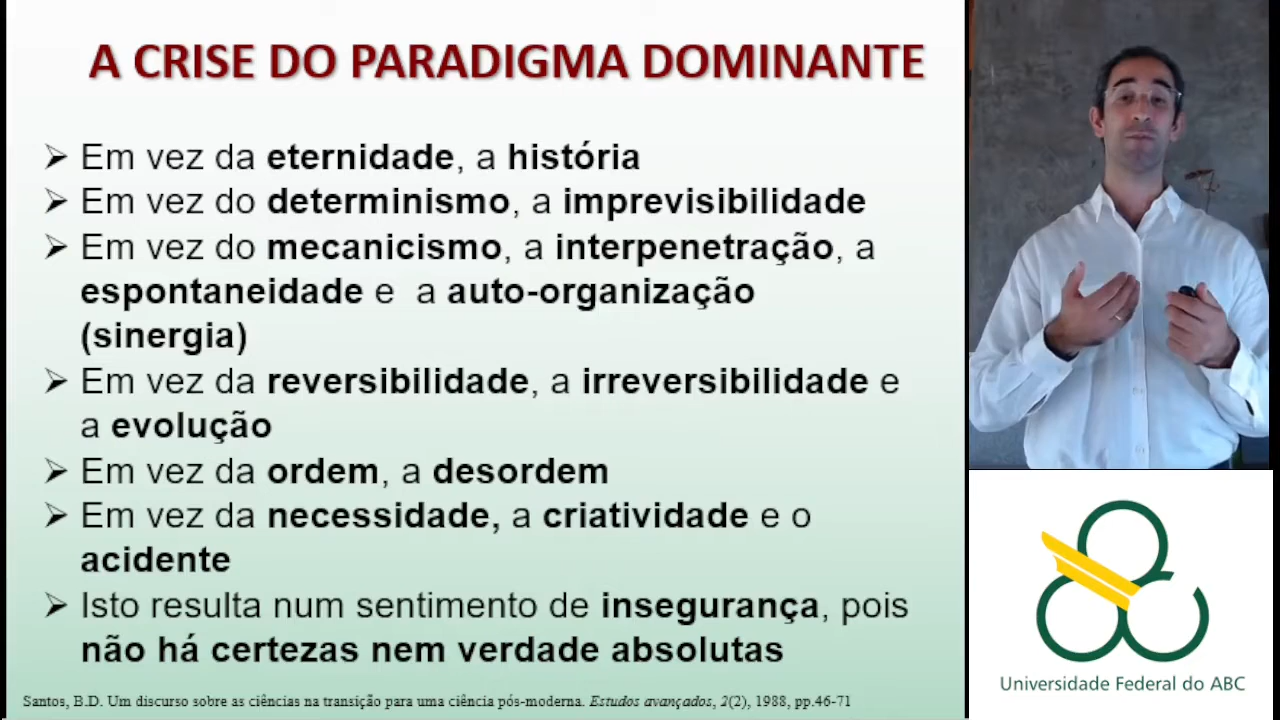 A CRISE DO PARADIGMA DOMINANTE
➢ Em vez da eternidade, a história
➢ Em vez do determinismo, a imprevisibilidade
➢ Em vez do mecanicismo, a interpenetração, a
espontaneidade e a auto-organização
(sinergia)
➢ Em vez da reversibilidade, a irreversibilidade e
a evolução
➢ Em vez da ordem, a desordem
➢ Em vez da necessidade, a criatividade e o
acidente
➢ Isto resulta num sentimento de insegurança, pois
não há certezas nem verdade absolutas
Santos, B.D. Um discurso sobre as ciências na transição para uma ciência pós-moderna. Estudos avançados, 2(2), 1988, pp.46-71
Universidade Federal do ABC